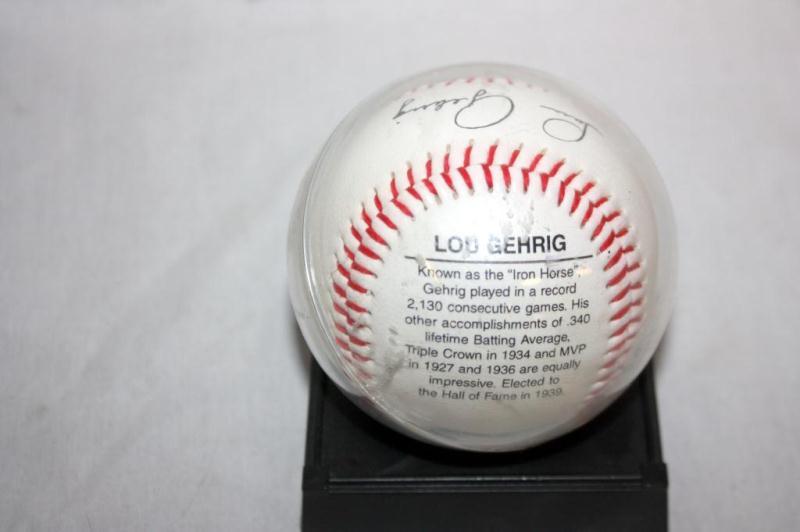 Lou Gehrig
LOU GEHRIG
Known as the "Iron Horse",
Gehrig played in a record
2,130 consecutive games. His
other accomplishments of .340
lifetime Batting Average,
Triple Crown in 1934 and MVP
in 1927 and 1936 are equally
impressive. Elected to
the Hall of Fame in 1939.